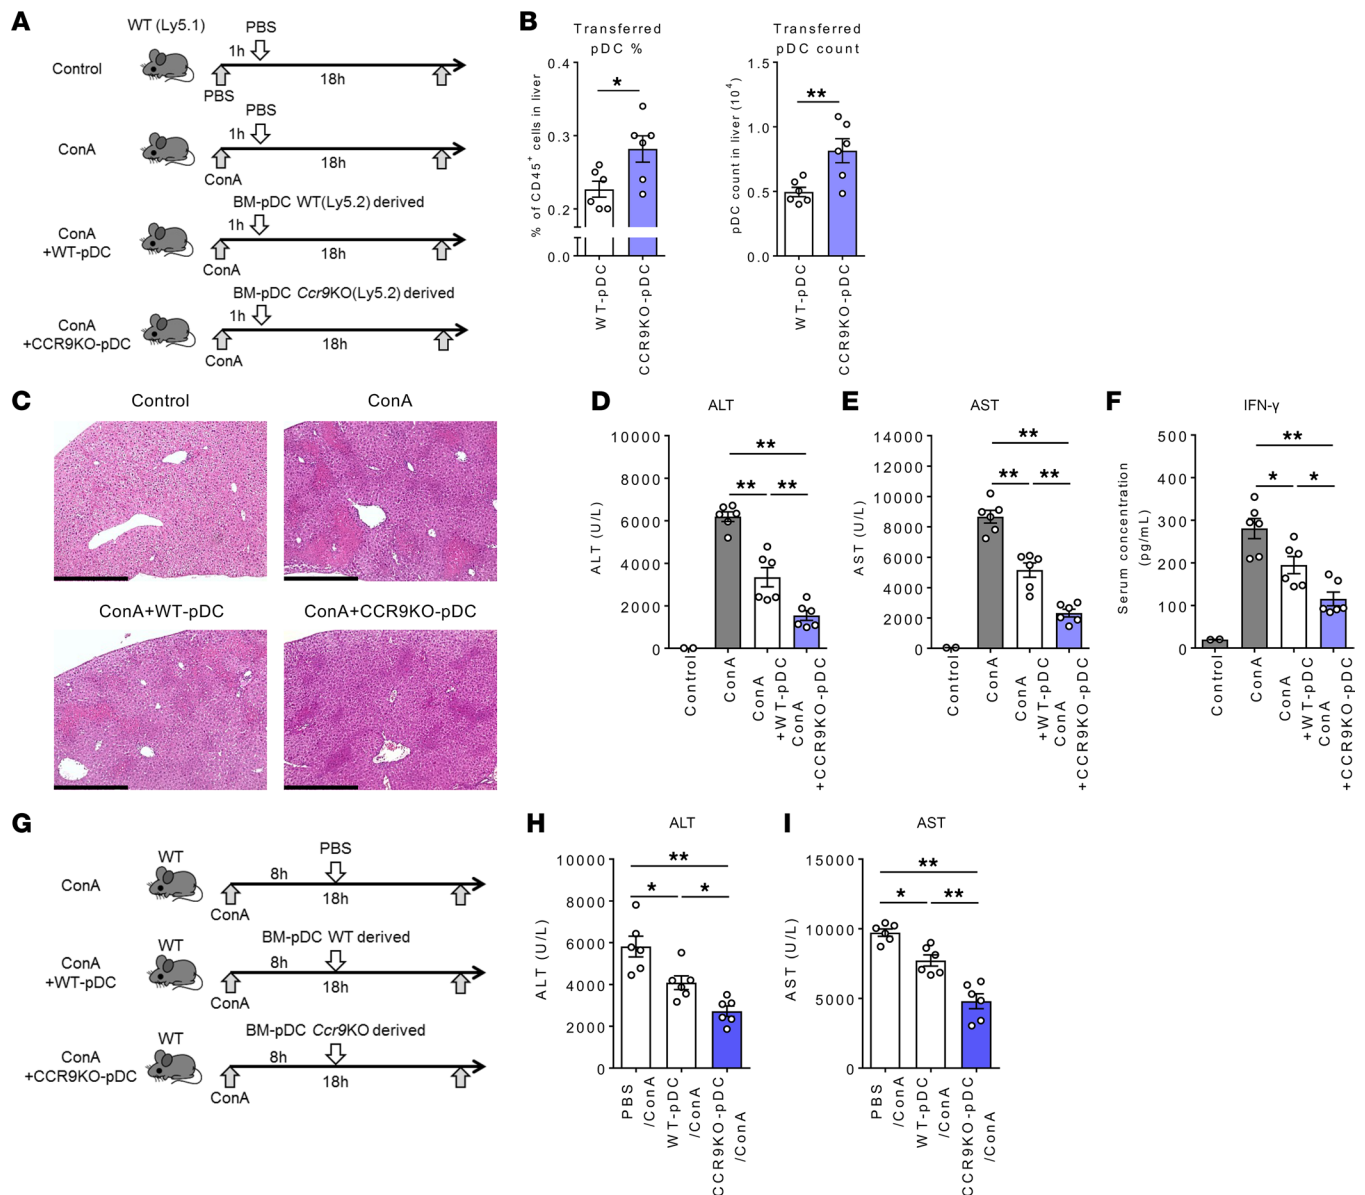 A
WT (Ly5.1)
PBS
1h
Control
18h
PBS
PBS
1h
ConA
18h
ConA
BM-pDC WT(Ly5.2) derived
1h
ConA
+WT-pDC
18h
ConA
BM-pDC Ccr9KO(Ly5.2) derived
1h
ConA
+CCR9KO-pDC
18h
ConA
B
Transferred
pDC %
% of CD45+ cells in liver
0.4
0.3
0.2
0.0
*
WT-pDC
CCR9KO-pDC
Transferred
pDC count
pDC count in liver (10⁴)
1.5
1.0
0.5
0.0
**
WT-pDC
CCR9KO-pDC
C
Control
ConA
ConA+WT-pDC
ConA+CCR9KO-pDC
D
ALT
ALT (U/L)
10000
8000
6000
4000
2000
0
**
** **
Control
ConA
ConA
+WT-pDC
ConA
+CCR9KO-pDC
E
AST
AST (U/L)
14000
12000
10000
8000
6000
4000
2000
0
**
** **
Control
ConA
ConA
+WT-pDC
ConA
+CCR9KO-pDC
F
IFN-γ
Serum concentration
(pg/mL)
500
400
300
200
100
0
**
* *
Control
ConA
ConA
+WT-pDC
ConA
+CCR9KO-pDC
G
WT
PBS
8h
ConA
18h
ConA
WT
BM-pDC WT derived
8h
ConA
+WT-pDC
18h
ConA
WT
BM-pDC Ccr9KO derived
8h
ConA
+CCR9KO-pDC
18h
ConA
H
ALT
ALT (U/L)
10000
8000
6000
4000
2000
0
**
* *
PBS
/ConA
WT-pDC
/ConA
CCR9KO-pDC
/ConA
I
AST
AST (U/L)
15000
10000
5000
0
**
* **
PBS
/ConA
WT-pDC
/ConA
CCR9KO-pDC
/ConA